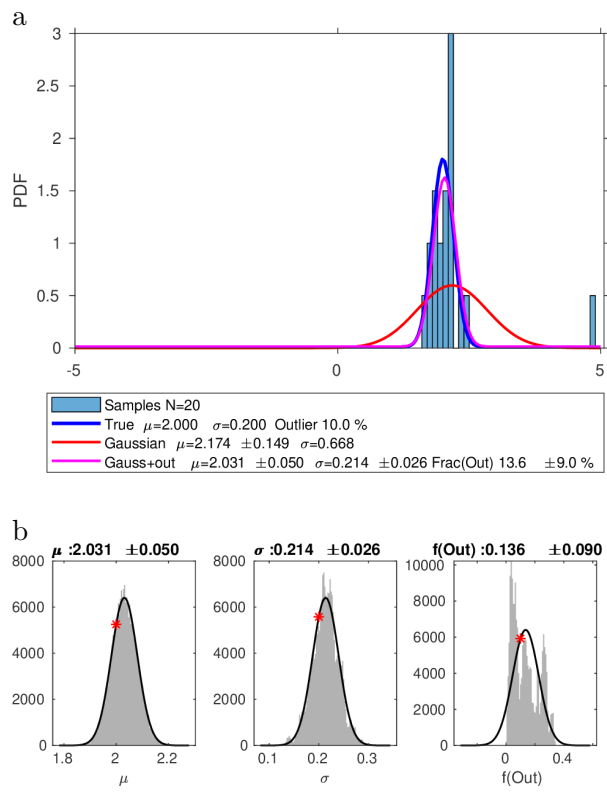 a
3
2.5
2
1.5
1
0.5
0
PDF
-5 0 5
Samples N=20
True μ=2.000 σ=0.200 Outlier 10.0 %
Gaussian μ=2.174 ±0.149 σ=0.668
Gauss+out μ=2.031 ±0.050 σ=0.214 ±0.026 Frac(Out) 13.6 ±9.0 %
b
μ :2.031 ±0.050
8000
6000
4000
2000
0
1.8 2 2.2
μ
σ :0.214 ±0.026
8000
6000
4000
2000
0
0.1 0.2 0.3
σ
f(Out) :0.136 ±0.090
10000
8000
6000
4000
2000
0
0 0.4
f(Out)